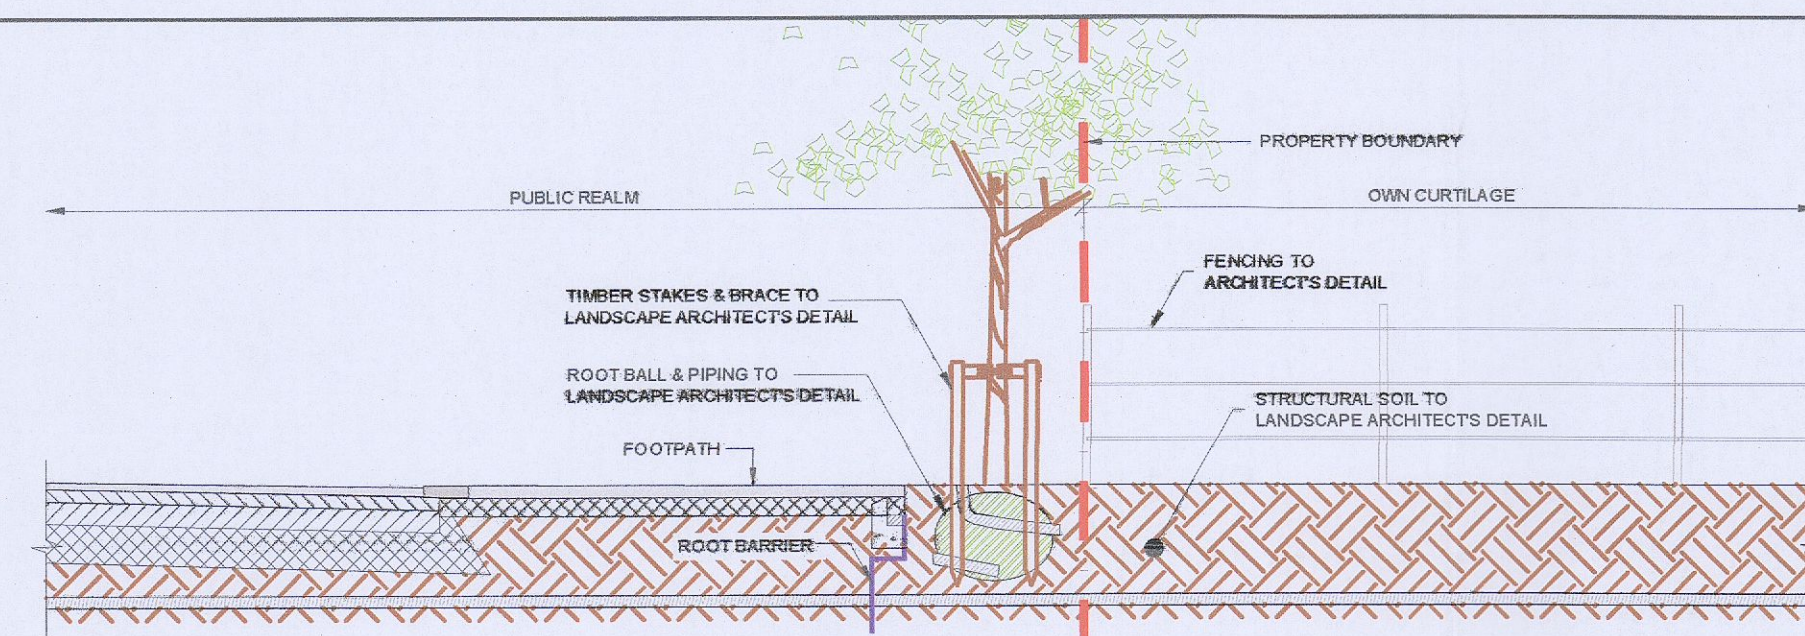 PROPERTY BOUNDARY
PUBLIC REALM
OWN CURTILAGE
FENCING TO
ARCHITECT'S DETAIL
TIMBER STAKES & BRACE TO
LANDSCAPE ARCHITECT'S DETAIL
ROOT BALL & PIPING TO
LANDSCAPE ARCHITECT'S DETAIL
STRUCTURAL SOIL TO
LANDSCAPE ARCHITECT'S DETAIL
FOOTPATH
ROOT BARRIER